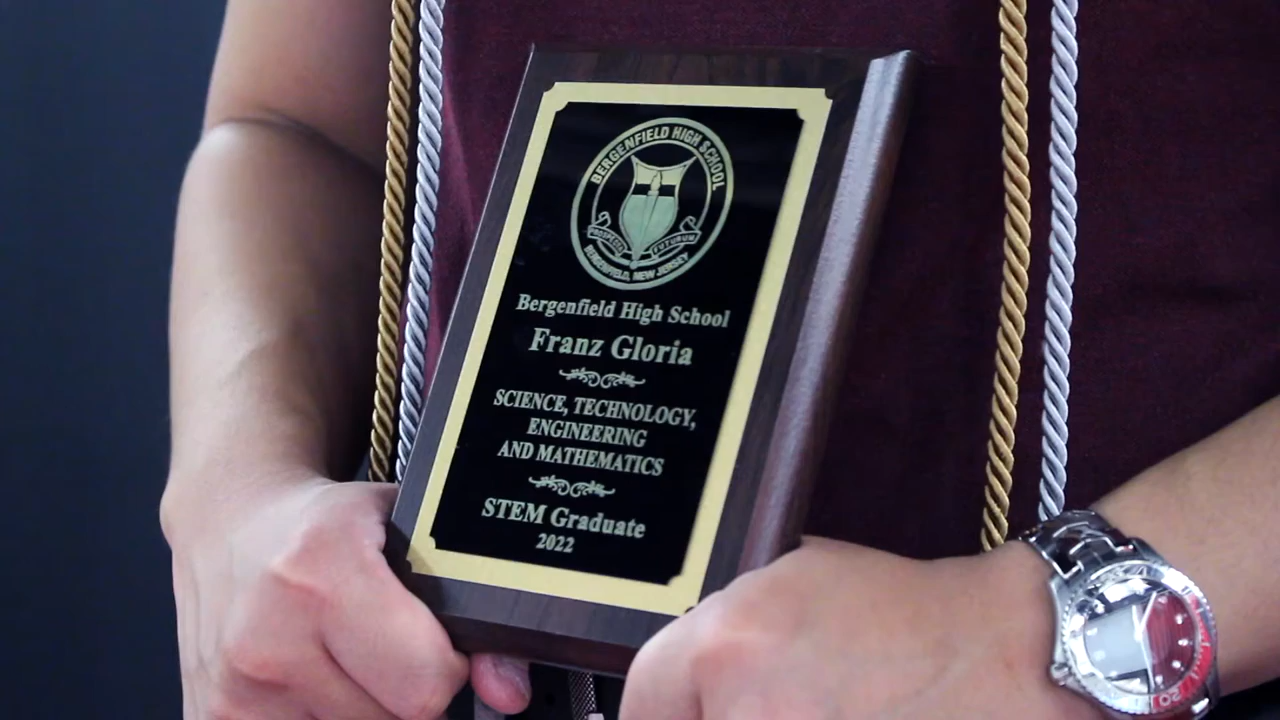 BERGENFIELD HIGH SCHOOL
PROSPICE FUTURUM
BERGENFIELD, NEW JERSEY
Bergenfield High School
Franz Gloria
SCIENCE, TECHNOLOGY,
ENGINEERING
AND MATHEMATICS
STEM Graduate
2022
20